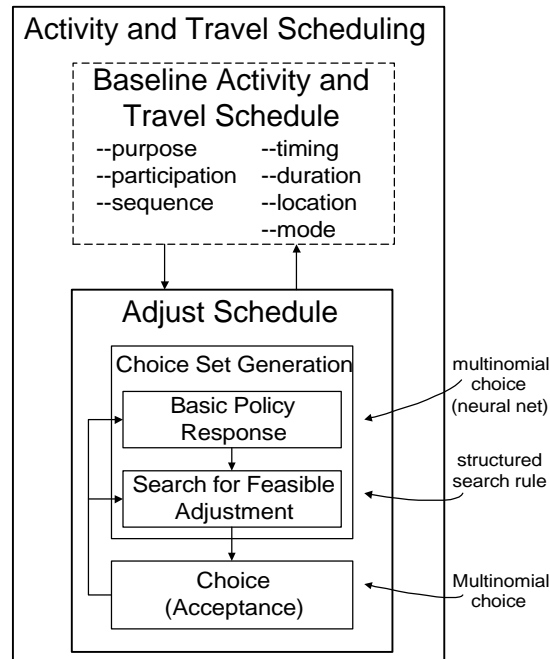 Activity and Travel Scheduling
Baseline Activity and
Travel Schedule
--purpose
--participation
--sequence
--timing
--duration
--location
--mode
Adjust Schedule
Choice Set Generation
Basic Policy
Response
Search for Feasible
Adjustment
Choice
(Acceptance)
multinomial
choice
(neural net)
structured
search rule
Multinomial
choice